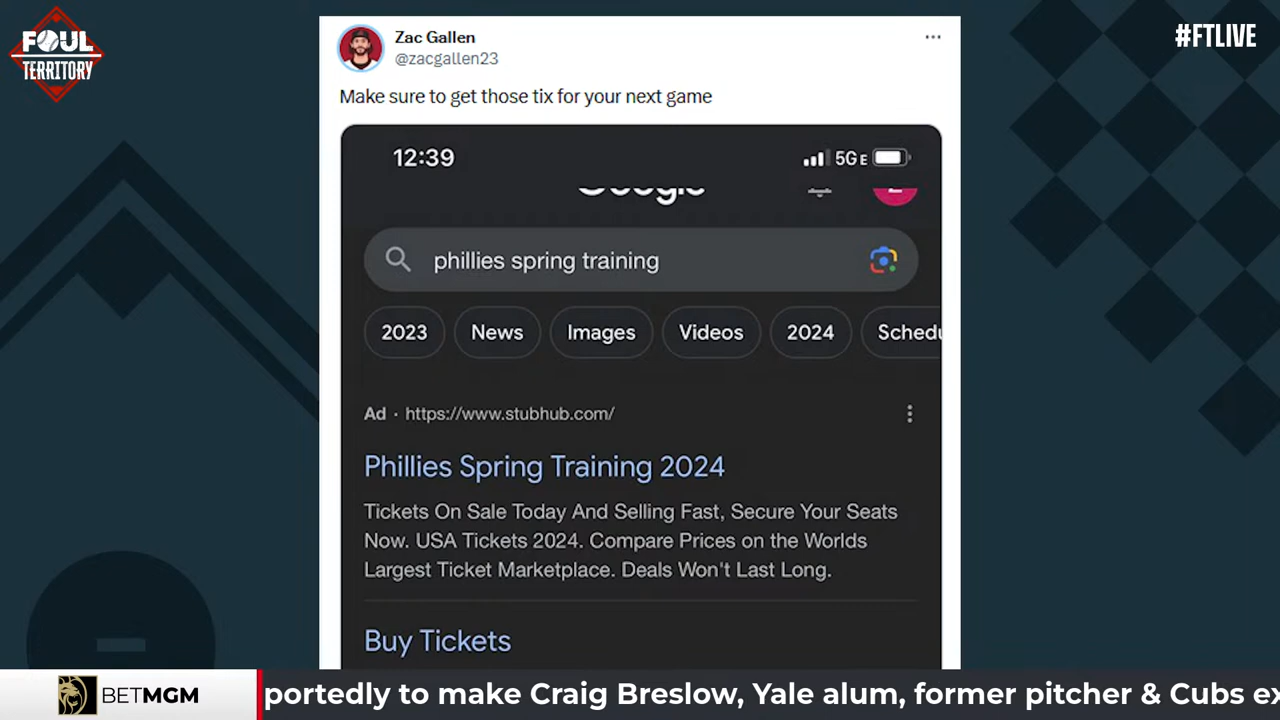 FOUL
TERRITORY
#FTLIVE
Zac Gallen
@zacgallen23
Make sure to get those tix for your next game
12:39
5GE
Google
phillies spring training
2023
News
Images
Videos
2024
Schedu
Ad · https://www.stubhub.com/
Phillies Spring Training 2024
Tickets On Sale Today And Selling Fast, Secure Your Seats
Now. USA Tickets 2024. Compare Prices on the Worlds
Largest Ticket Marketplace. Deals Won't Last Long.
Buy Tickets
BETMGM
portedly to make Craig Breslow, Yale alum, former pitcher & Cubs ex